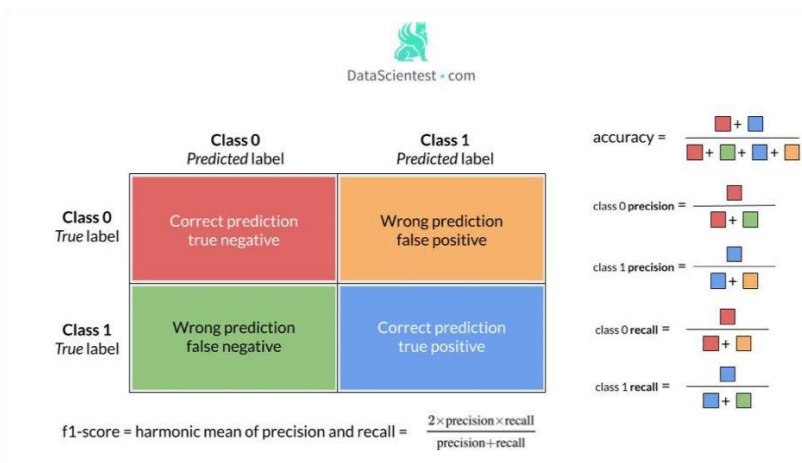 DataScientest • com
Class 0
Predicted label
Class 1
Predicted label
Class 0
True label
Correct prediction
true negative
Wrong prediction
false positive
Class 1
True label
Wrong prediction
false negative
Correct prediction
true positive
f1-score = harmonic mean of precision and recall = 2×precision×recall / precision+recall
accuracy = + / + + +
class 0 precision = / +
class 1 precision = / +
class 0 recall = / +
class 1 recall = / +